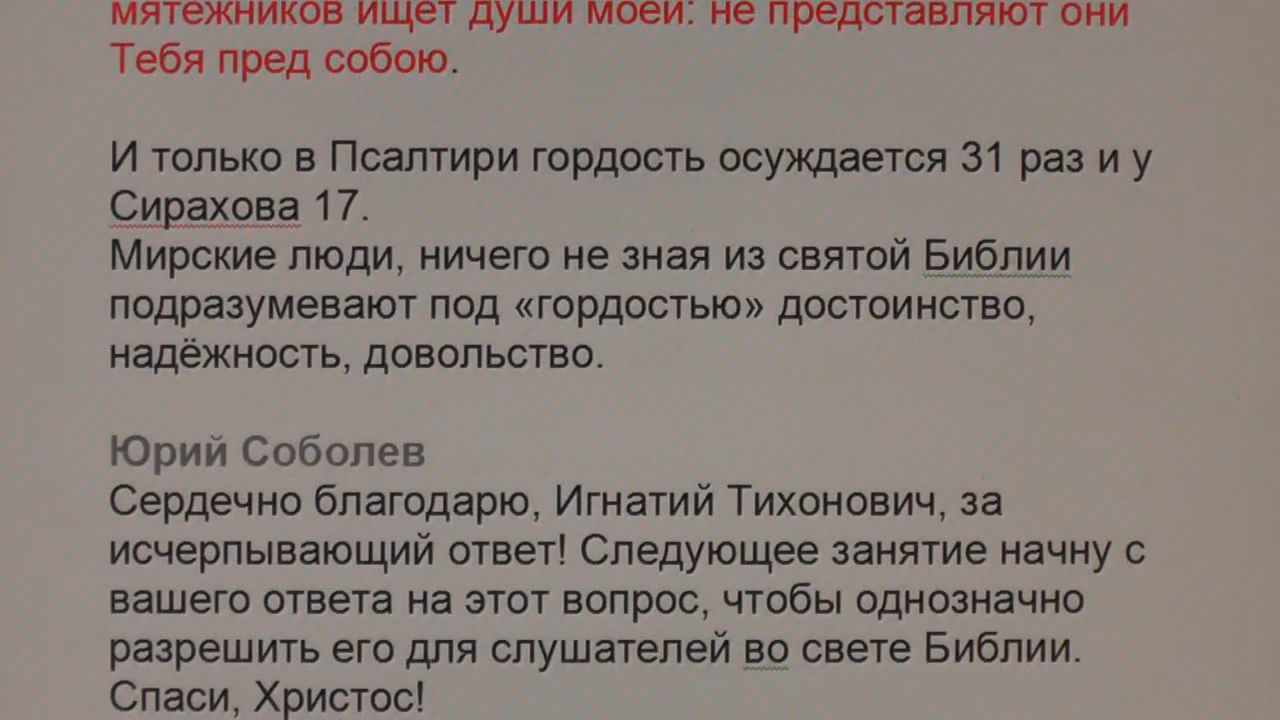 мятежников ищет души моей: не представляют они
Тебя пред собою.
И только в Псалтири гордость осуждается 31 раз и у
Сирахова 17.
Мирские люди, ничего не зная из святой Библии
подразумевают под «гордостью» достоинство,
надёжность, довольство.
Юрий Соболев
Сердечно благодарю, Игнатий Тихонович, за
исчерпывающий ответ! Следующее занятие начну с
вашего ответа на этот вопрос, чтобы однозначно
разрешить его для слушателей во свете Библии.
Спаси, Христос!